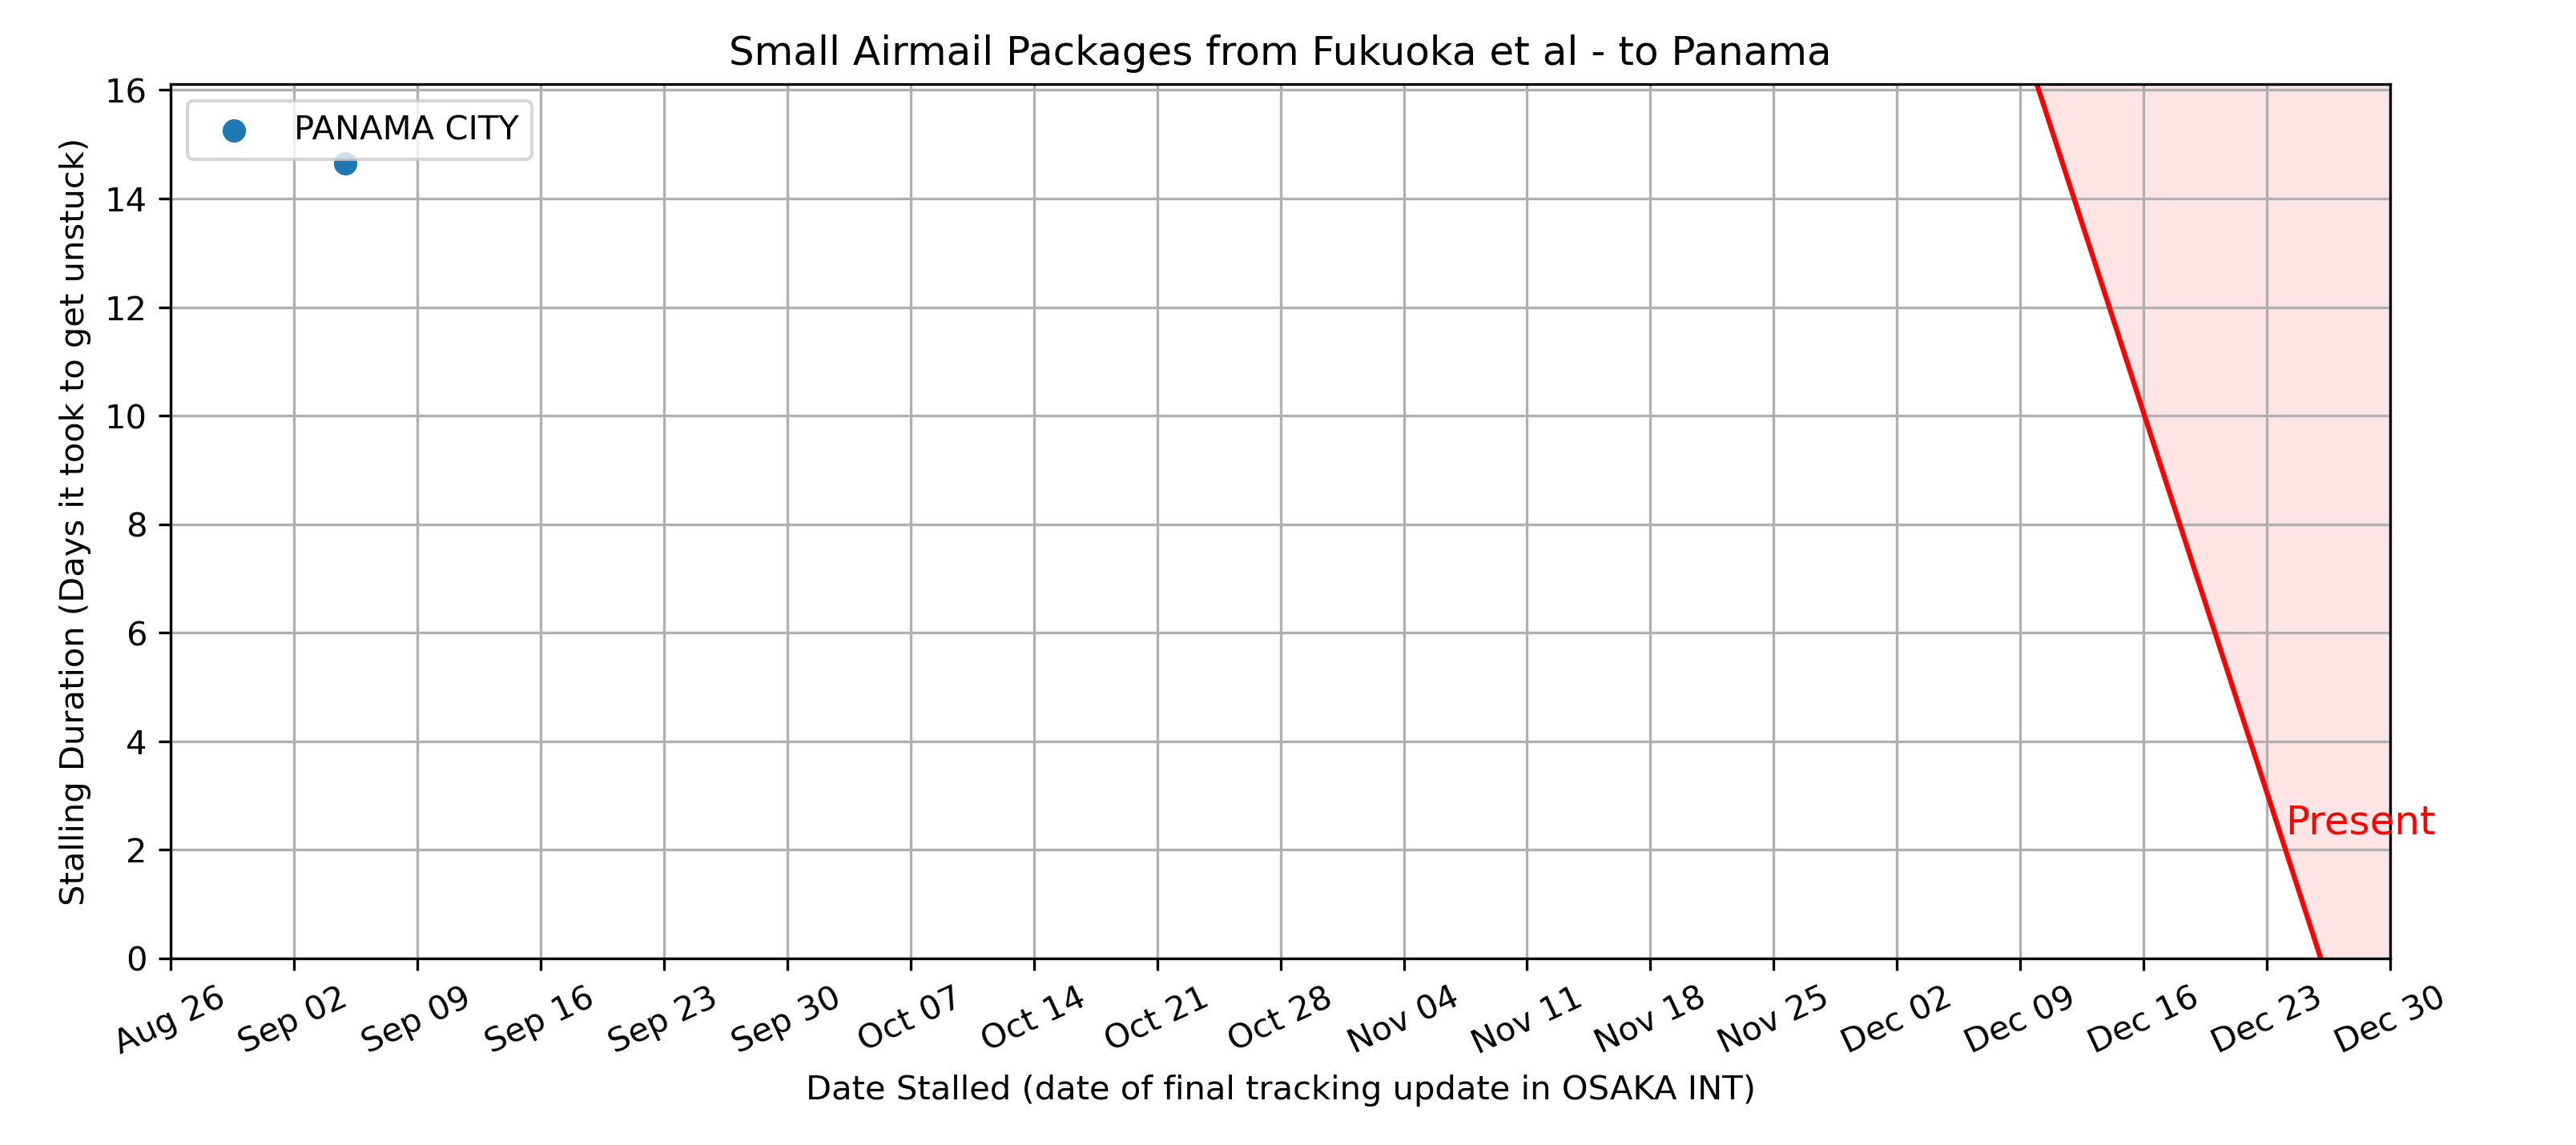 Small Airmail Packages from Fukuoka et al - to Panama
PANAMA CITY
Stalling Duration (Days it took to get unstuck)
16
14
12
10
8
6
4
2
0
Present
Aug 26
Sep 02
Sep 09
Sep 16
Sep 23
Sep 30
Oct 07
Oct 14
Oct 21
Oct 28
Nov 04
Nov 11
Nov 18
Nov 25
Dec 02
Dec 09
Dec 16
Dec 23
Dec 30
Date Stalled (date of final tracking update in OSAKA INT)